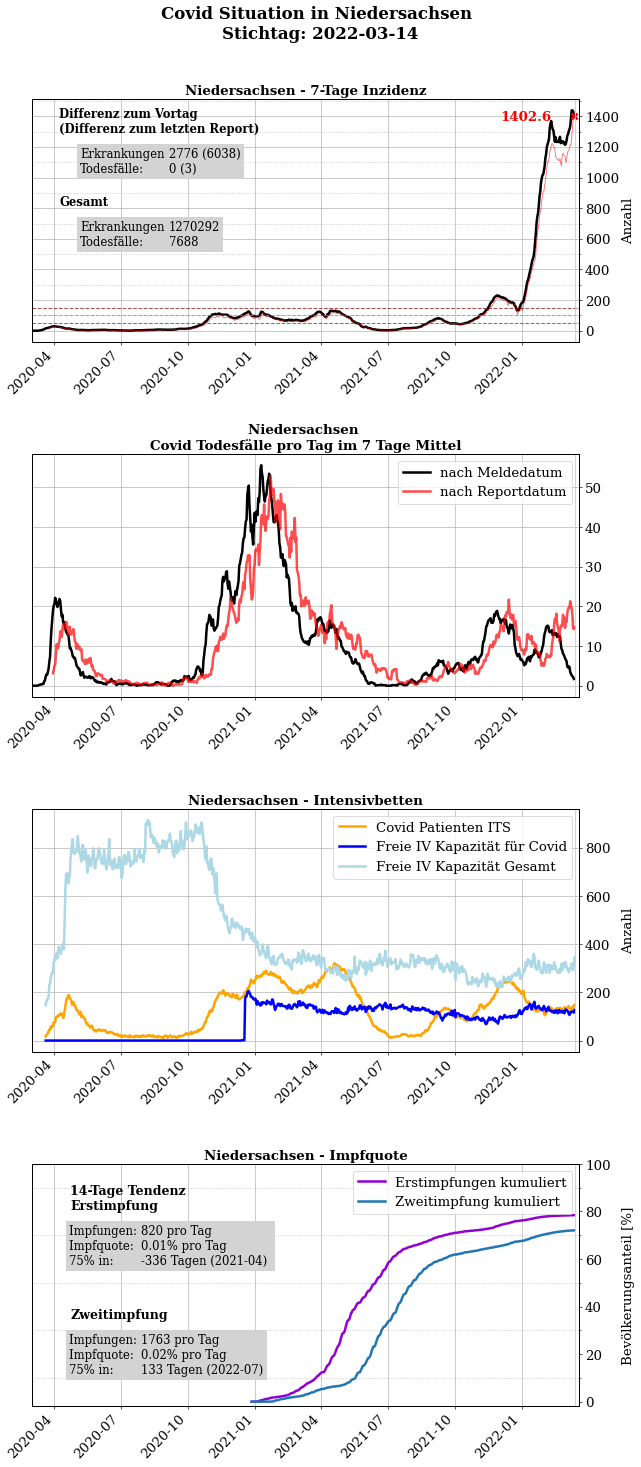 Covid Situation in Niedersachsen
Stichtag: 2022-03-14
Niedersachsen - 7-Tage Inzidenz
Differenz zum Vortag
(Differenz zum letzten Report)
Erkrankungen 2776 (6038)
Todesfälle: 0 (3)
Gesamt
Erkrankungen 1270292
Todesfälle: 7688
1402.6
1400
1200
1000
800
600
400
200
0
Anzahl
2020-04
2020-07
2020-10
2021-01
2021-04
2021-07
2021-10
2022-01
Niedersachsen
Covid Todesfälle pro Tag im 7 Tage Mittel
nach Meldedatum
nach Reportdatum
50
40
30
20
10
0
2020-04
2020-07
2020-10
2021-01
2021-04
2021-07
2021-10
2022-01
Niedersachsen - Intensivbetten
Covid Patienten ITS
Freie IV Kapazität für Covid
Freie IV Kapazität Gesamt
800
600
400
200
0
Anzahl
2020-04
2020-07
2020-10
2021-01
2021-04
2021-07
2021-10
2022-01
Niedersachsen - Impfquote
14-Tage Tendenz
Erstimpfung
Impfungen: 820 pro Tag
Impfquote: 0.01% pro Tag
75% in: -336 Tagen (2021-04)
Zweitimpfung
Impfungen: 1763 pro Tag
Impfquote: 0.02% pro Tag
75% in: 133 Tagen (2022-07)
Erstimpfungen kumuliert
Zweitimpfung kumuliert
100
80
60
40
20
0
Bevölkerungsanteil [%]
2020-04
2020-07
2020-10
2021-01
2021-04
2021-07
2021-10
2022-01